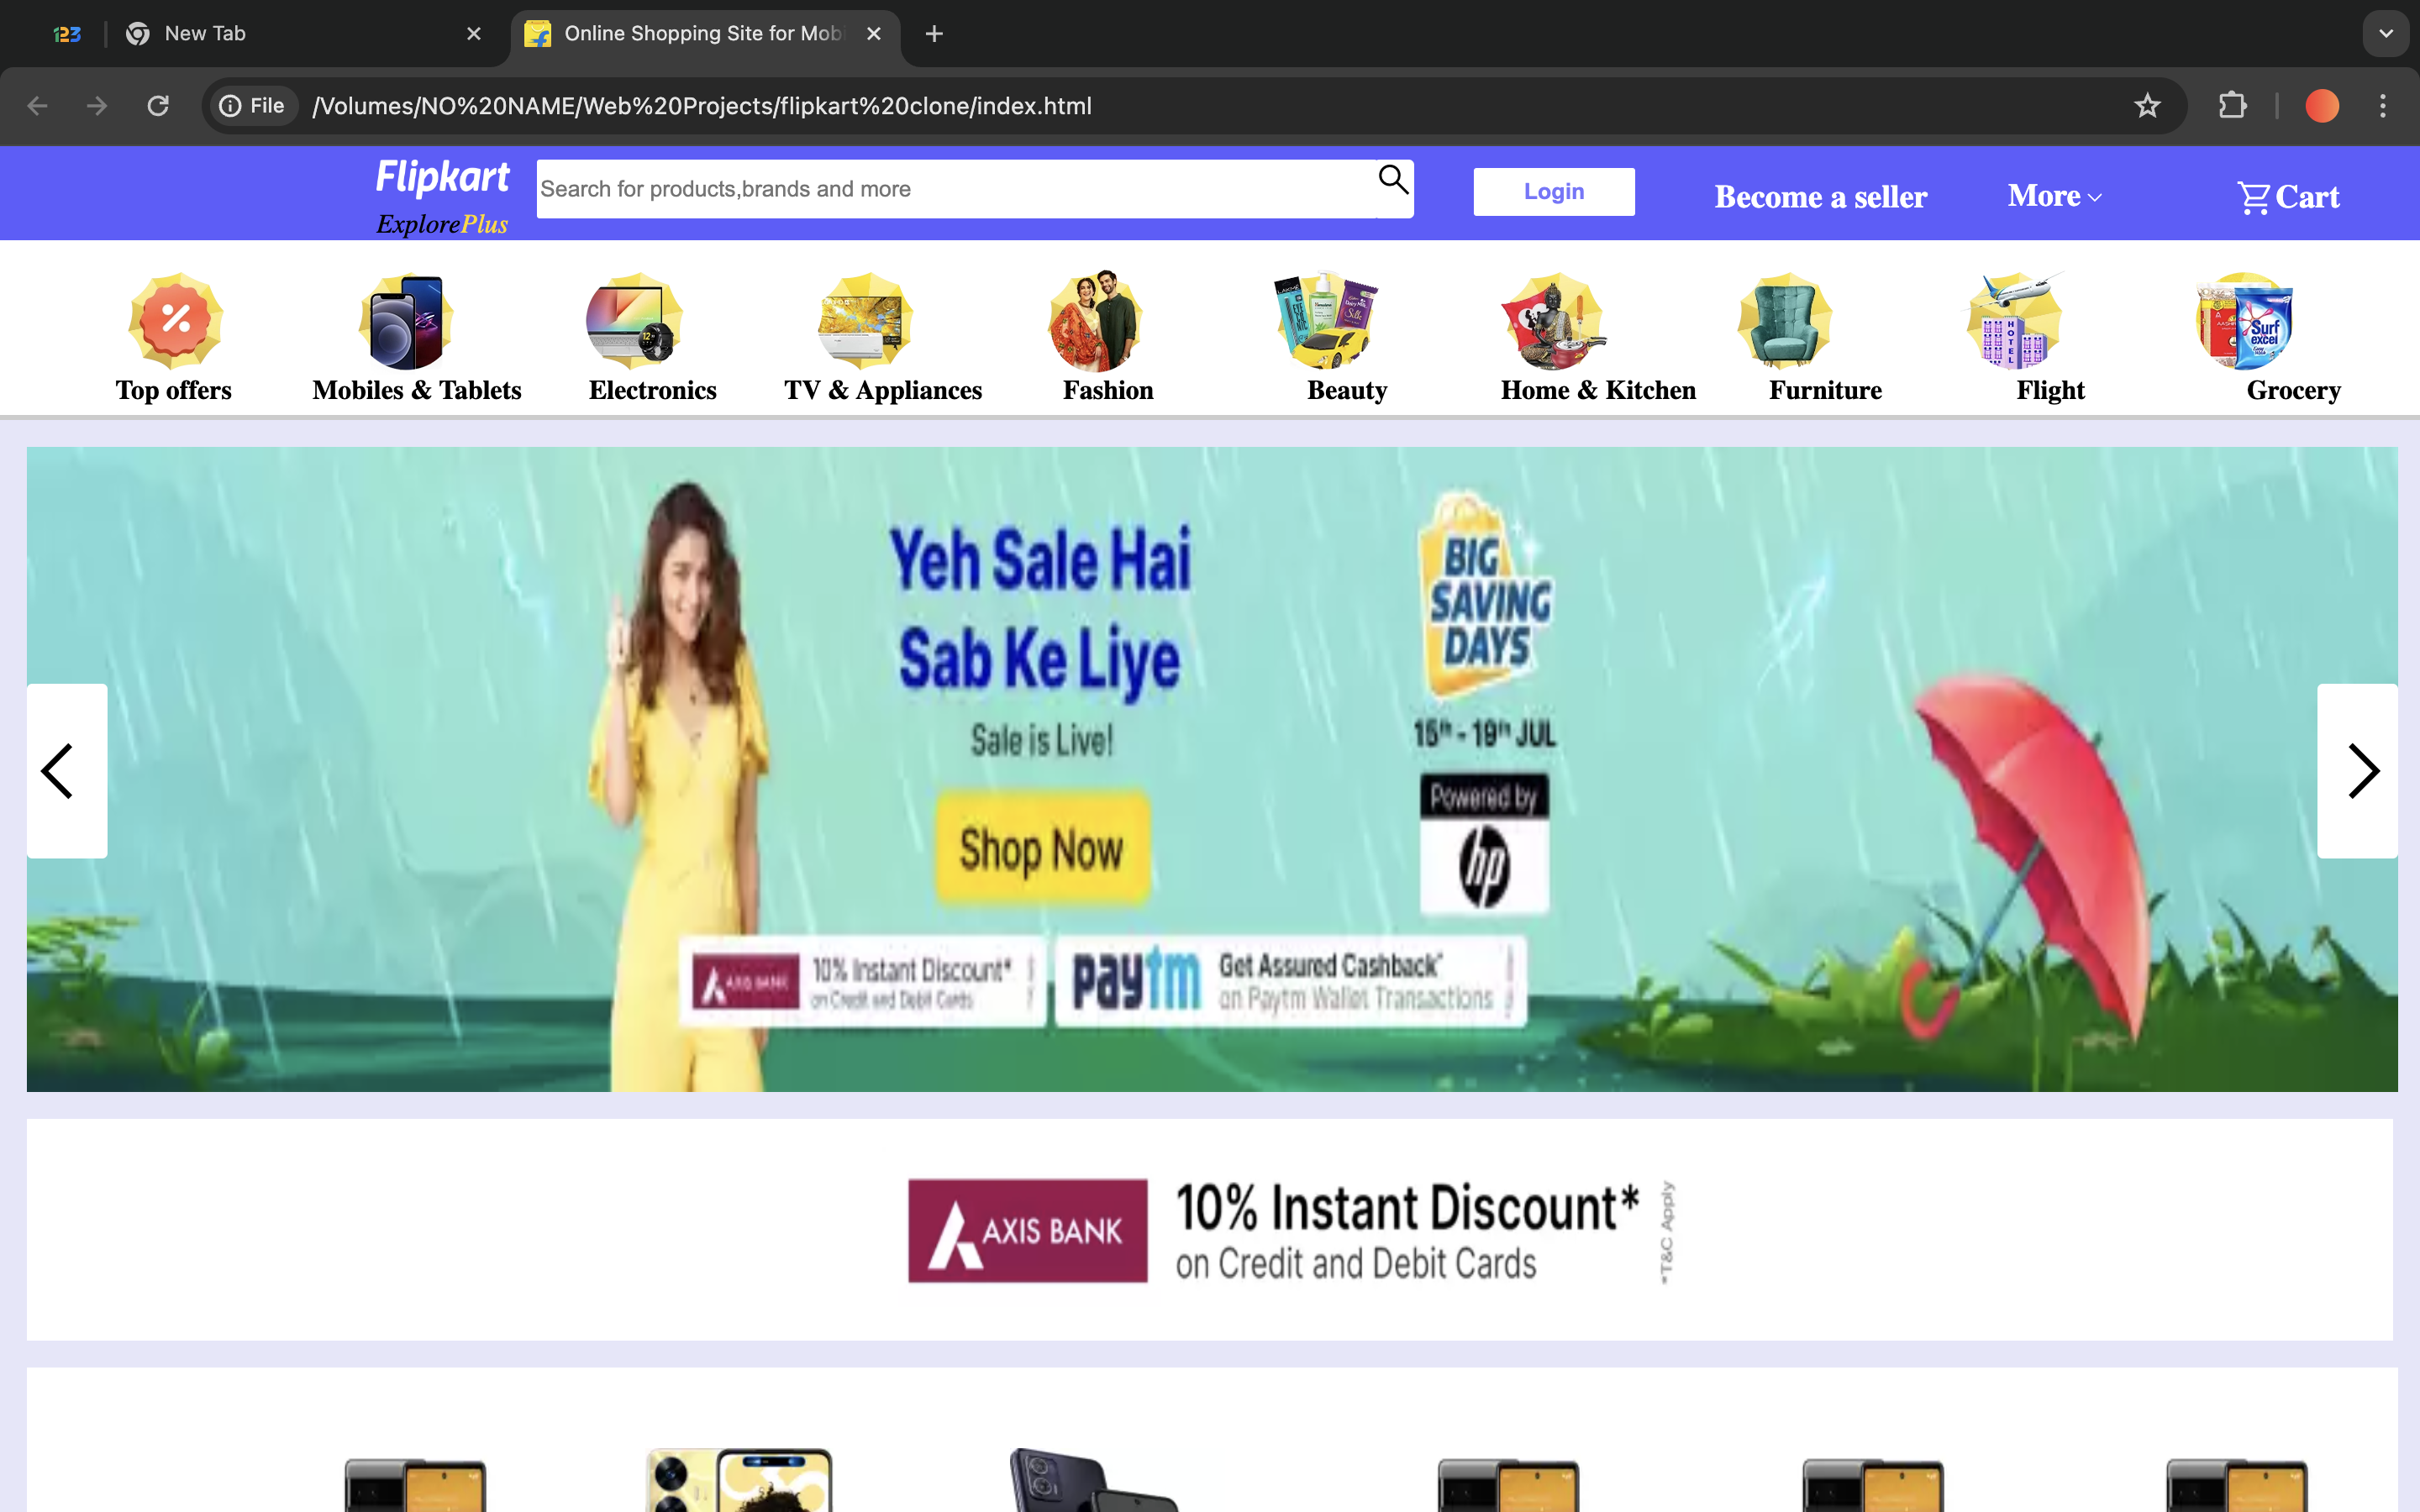 123
New Tab
Online Shopping Site for Mob
File
/Volumes/NO%20NAME/Web%20Projects/flipkart%20clone/index.html
Flipkart
ExplorePlus
Search for products,brands and more
Login
Become a seller
More
Cart
Top offers
Mobiles & Tablets
Electronics
TV & Appliances
Fashion
Beauty
Home & Kitchen
Furniture
HOTEL
Flight
Surf
excel
Grocery
Yeh Sale Hai
Sab Ke Liye
Sale is Live!
Shop Now
BIG
SAVING
DAYS
15th - 19th JUL
Powered by
hp
AXIS BANK
10% Instant Discount*
on Credit and Debit Cards
paytm
Get Assured Cashback*
on Paytm Wallet Transactions
AXIS BANK
10% Instant Discount*
on Credit and Debit Cards
*T&C Apply